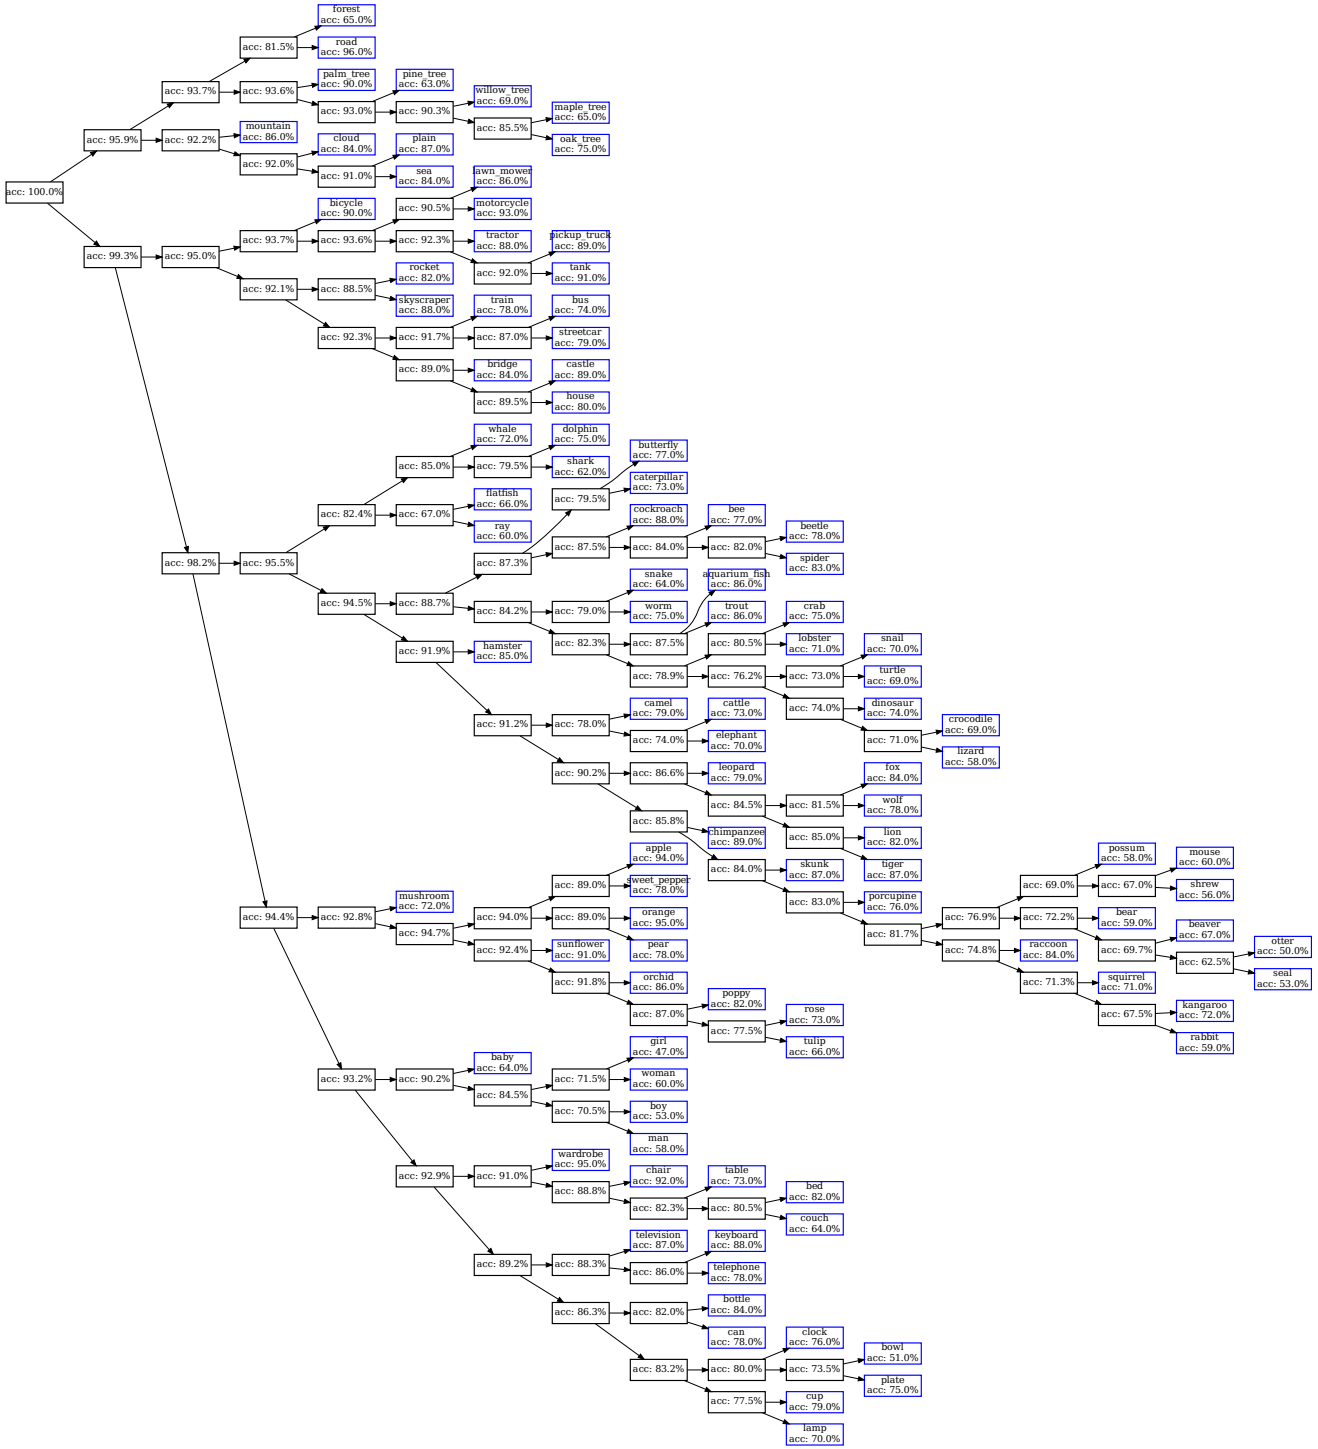 forest
acc: 65.0%
acc: 81.5%
road
acc: 96.0%
palm_tree
acc: 90.0%
pine_tree
acc: 63.0%
acc: 93.7%
acc: 93.6%
willow_tree
acc: 69.0%
acc: 93.0%
acc: 90.3%
maple_tree
acc: 65.0%
acc: 85.5%
mountain
acc: 86.0%
acc: 95.9%
acc: 92.2%
cloud
acc: 84.0%
plain
acc: 87.0%
oak_tree
acc: 75.0%
acc: 92.0%
acc: 91.0%
sea
acc: 84.0%
lawn_mower
acc: 86.0%
acc: 100.0%
bicycle
acc: 90.0%
acc: 90.5%
motorcycle
acc: 93.0%
acc: 93.7%
acc: 93.6%
acc: 92.3%
tractor
acc: 88.0%
pickup_truck
acc: 89.0%
acc: 99.3%
acc: 95.0%
rocket
acc: 82.0%
acc: 92.0%
tank
acc: 91.0%
acc: 92.1%
acc: 88.5%
skyscraper
acc: 88.0%
train
acc: 78.0%
bus
acc: 74.0%
acc: 92.3%
acc: 91.7%
acc: 87.0%
streetcar
acc: 79.0%
acc: 89.0%
bridge
acc: 84.0%
castle
acc: 89.0%
acc: 89.5%
house
acc: 80.0%
whale
acc: 72.0%
dolphin
acc: 75.0%
butterfly
acc: 77.0%
acc: 85.0%
acc: 79.5%
shark
acc: 62.0%
caterpillar
acc: 73.0%
flatfish
acc: 66.0%
acc: 79.5%
acc: 82.4%
acc: 67.0%
cockroach
acc: 88.0%
bee
acc: 77.0%
ray
acc: 60.0%
beetle
acc: 78.0%
acc: 87.5%
acc: 84.0%
acc: 82.0%
acc: 98.2%
acc: 95.5%
acc: 87.3%
spider
acc: 83.0%
snake
acc: 64.0%
aquarium_fish
acc: 86.0%
acc: 94.5%
acc: 88.7%
acc: 84.2%
acc: 79.0%
worm
acc: 75.0%
trout
acc: 86.0%
crab
acc: 75.0%
acc: 82.3%
acc: 87.5%
acc: 80.5%
lobster
acc: 71.0%
snail
acc: 70.0%
acc: 91.9%
hamster
acc: 85.0%
acc: 78.9%
acc: 76.2%
acc: 73.0%
turtle
acc: 69.0%
camel
acc: 79.0%
cattle
acc: 73.0%
acc: 74.0%
dinosaur
acc: 74.0%
acc: 91.2%
acc: 78.0%
crocodile
acc: 69.0%
acc: 74.0%
elephant
acc: 70.0%
acc: 71.0%
lizard
acc: 58.0%
acc: 90.2%
acc: 86.6%
leopard
acc: 79.0%
fox
acc: 84.0%
acc: 84.5%
acc: 81.5%
wolf
acc: 78.0%
acc: 85.8%
chimpanzee
acc: 89.0%
acc: 85.0%
lion
acc: 82.0%
apple
acc: 94.0%
possum
acc: 58.0%
mouse
acc: 60.0%
acc: 84.0%
skunk
acc: 87.0%
tiger
acc: 87.0%
acc: 89.0%
sweet_pepper
acc: 78.0%
acc: 69.0%
acc: 67.0%
shrew
acc: 56.0%
mushroom
acc: 72.0%
acc: 83.0%
porcupine
acc: 76.0%
acc: 94.4%
acc: 92.8%
acc: 94.0%
acc: 89.0%
orange
acc: 95.0%
acc: 76.9%
acc: 72.2%
bear
acc: 59.0%
acc: 94.7%
acc: 81.7%
beaver
acc: 67.0%
acc: 92.4%
sunflower
acc: 91.0%
pear
acc: 78.0%
acc: 74.8%
raccoon
acc: 84.0%
acc: 69.7%
otter
acc: 50.0%
acc: 62.5%
acc: 91.8%
orchid
acc: 86.0%
acc: 71.3%
squirrel
acc: 71.0%
seal
acc: 53.0%
poppy
acc: 82.0%
acc: 87.0%
rose
acc: 73.0%
acc: 67.5%
kangaroo
acc: 72.0%
acc: 77.5%
tulip
acc: 66.0%
rabbit
acc: 59.0%
girl
acc: 47.0%
baby
acc: 64.0%
acc: 93.2%
acc: 90.2%
acc: 71.5%
woman
acc: 60.0%
acc: 84.5%
acc: 70.5%
boy
acc: 53.0%
man
acc: 58.0%
wardrobe
acc: 95.0%
acc: 92.9%
acc: 91.0%
chair
acc: 92.0%
table
acc: 73.0%
acc: 88.8%
bed
acc: 82.0%
acc: 82.3%
acc: 80.5%
couch
acc: 64.0%
television
acc: 87.0%
keyboard
acc: 88.0%
acc: 89.2%
acc: 88.3%
acc: 86.0%
telephone
acc: 78.0%
bottle
acc: 84.0%
acc: 86.3%
acc: 82.0%
can
acc: 78.0%
clock
acc: 76.0%
bowl
acc: 51.0%
acc: 83.2%
acc: 80.0%
acc: 73.5%
plate
acc: 75.0%
acc: 77.5%
cup
acc: 79.0%
lamp
acc: 70.0%